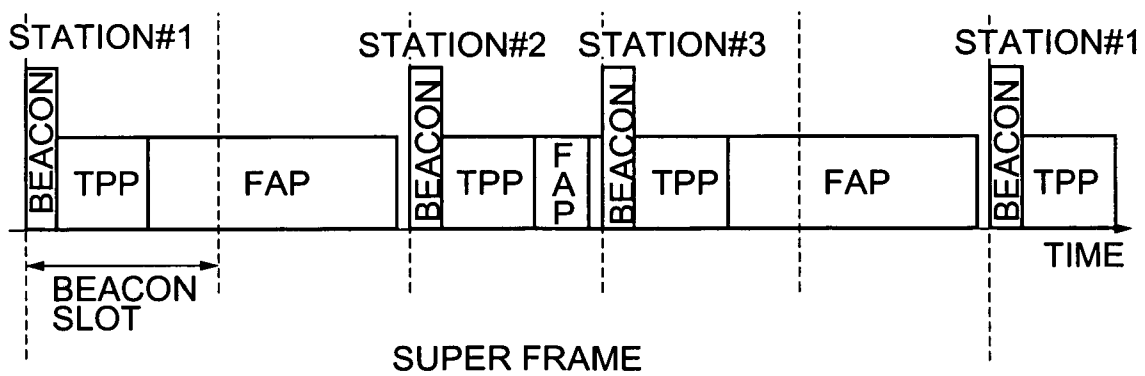 STATION#1
STATION#2
STATION#3
STATION#1
BEACON
TPP
FAP
BEACON
TPP
FAP
BEACON
TPP
FAP
BEACON
TPP
TIME
BEACON
SLOT
SUPER FRAME